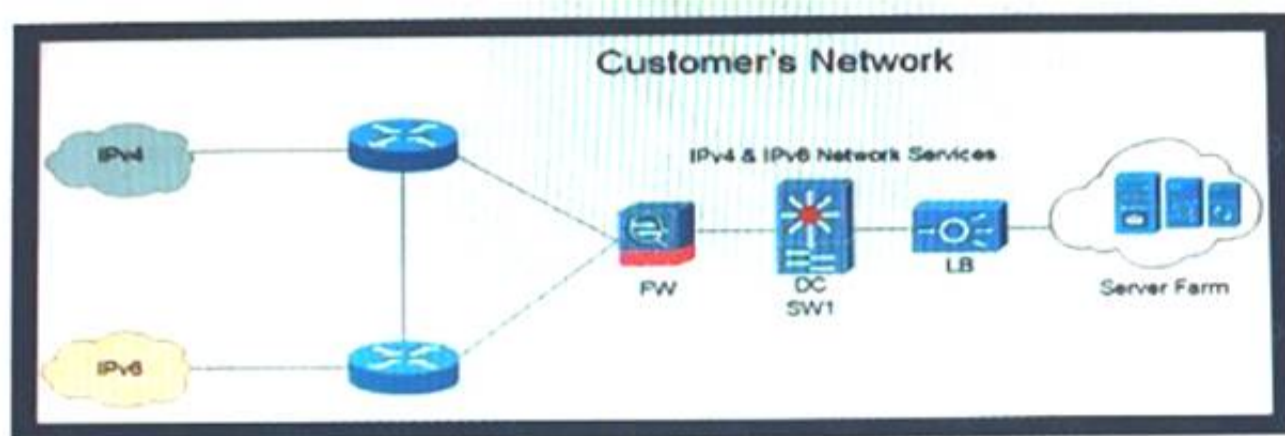 Customer's Network
IPv4
IPv4 & IPv6 Network Services
FW
DC
SW1
LB
Server Farm
IPv6